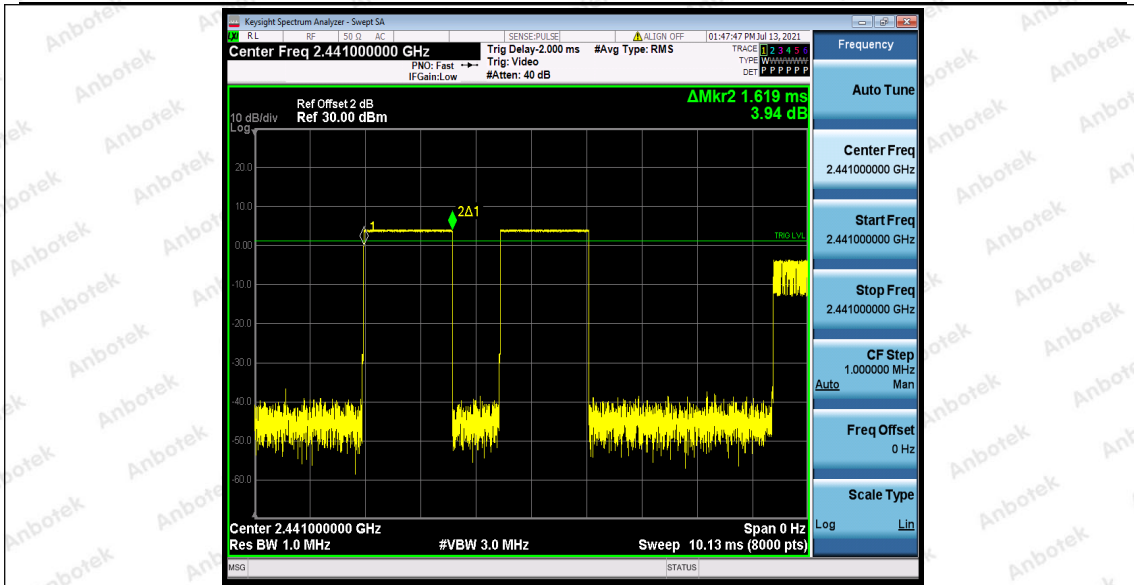 Keysight Spectrum Analyzer - Swept SA
RL RF 50 Ω AC SENSE:PULSE ALIGN OFF 01:47:47 PM Jul 13, 2021
Center Freq 2.441000000 GHz
PNO: Fast
IFGain:Low
Trig Delay-2.000 ms
Trig: Video
#Atten: 40 dB
#Avg Type: RMS
TRACE 1 2 3 4 5 6
TYPE WWWWWW
DET P P P P P P
Frequency
Auto Tune
Center Freq
2.441000000 GHz
Start Freq
2.441000000 GHz
Stop Freq
2.441000000 GHz
CF Step
1.000000 MHz
Auto Man
Freq Offset
0 Hz
Scale Type
Log Lin
ΔMkr2 1.619 ms
3.94 dB
Ref Offset 2 dB
10 dB/div Ref 30.00 dBm
Log
20.0
10.0
0.00
-10.0
-20.0
-30.0
-40.0
-50.0
-60.0
1
2Δ1
TRIG LVL
Center 2.441000000 GHz Span 0 Hz
Res BW 1.0 MHz #VBW 3.0 MHz Sweep 10.13 ms (8000 pts)
MSG STATUS
Anbotek